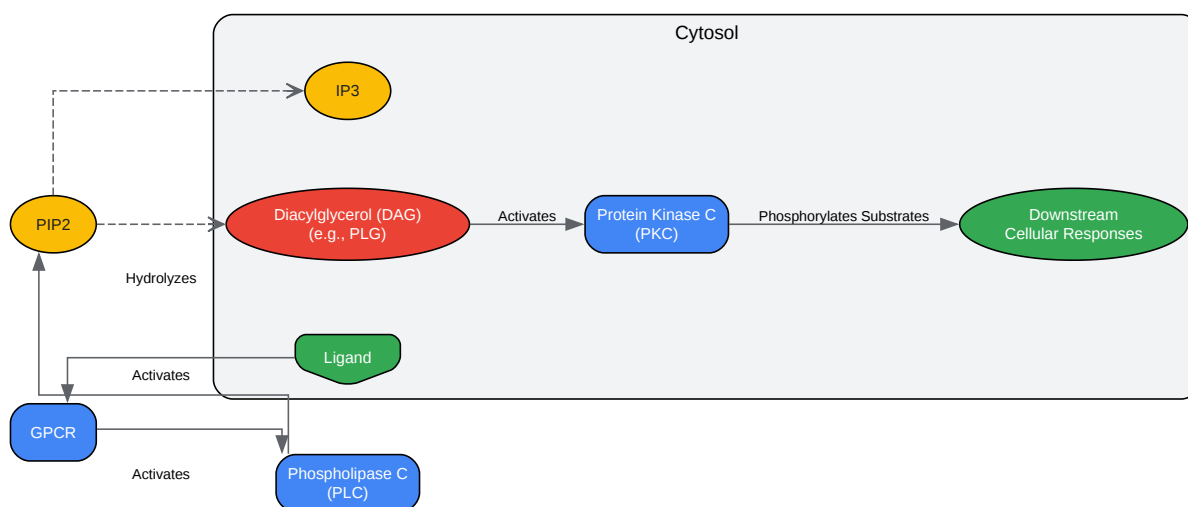 Cytosol
IP3
PIP2
Diacylglycerol (DAG)
(e.g., PLG)
Activates
Protein Kinase C
(PKC)
Phosphorylates Substrates
Downstream
Cellular Responses
Hydrolyzes
Ligand
Activates
GPCR
Activates
Phospholipase C
(PLC)